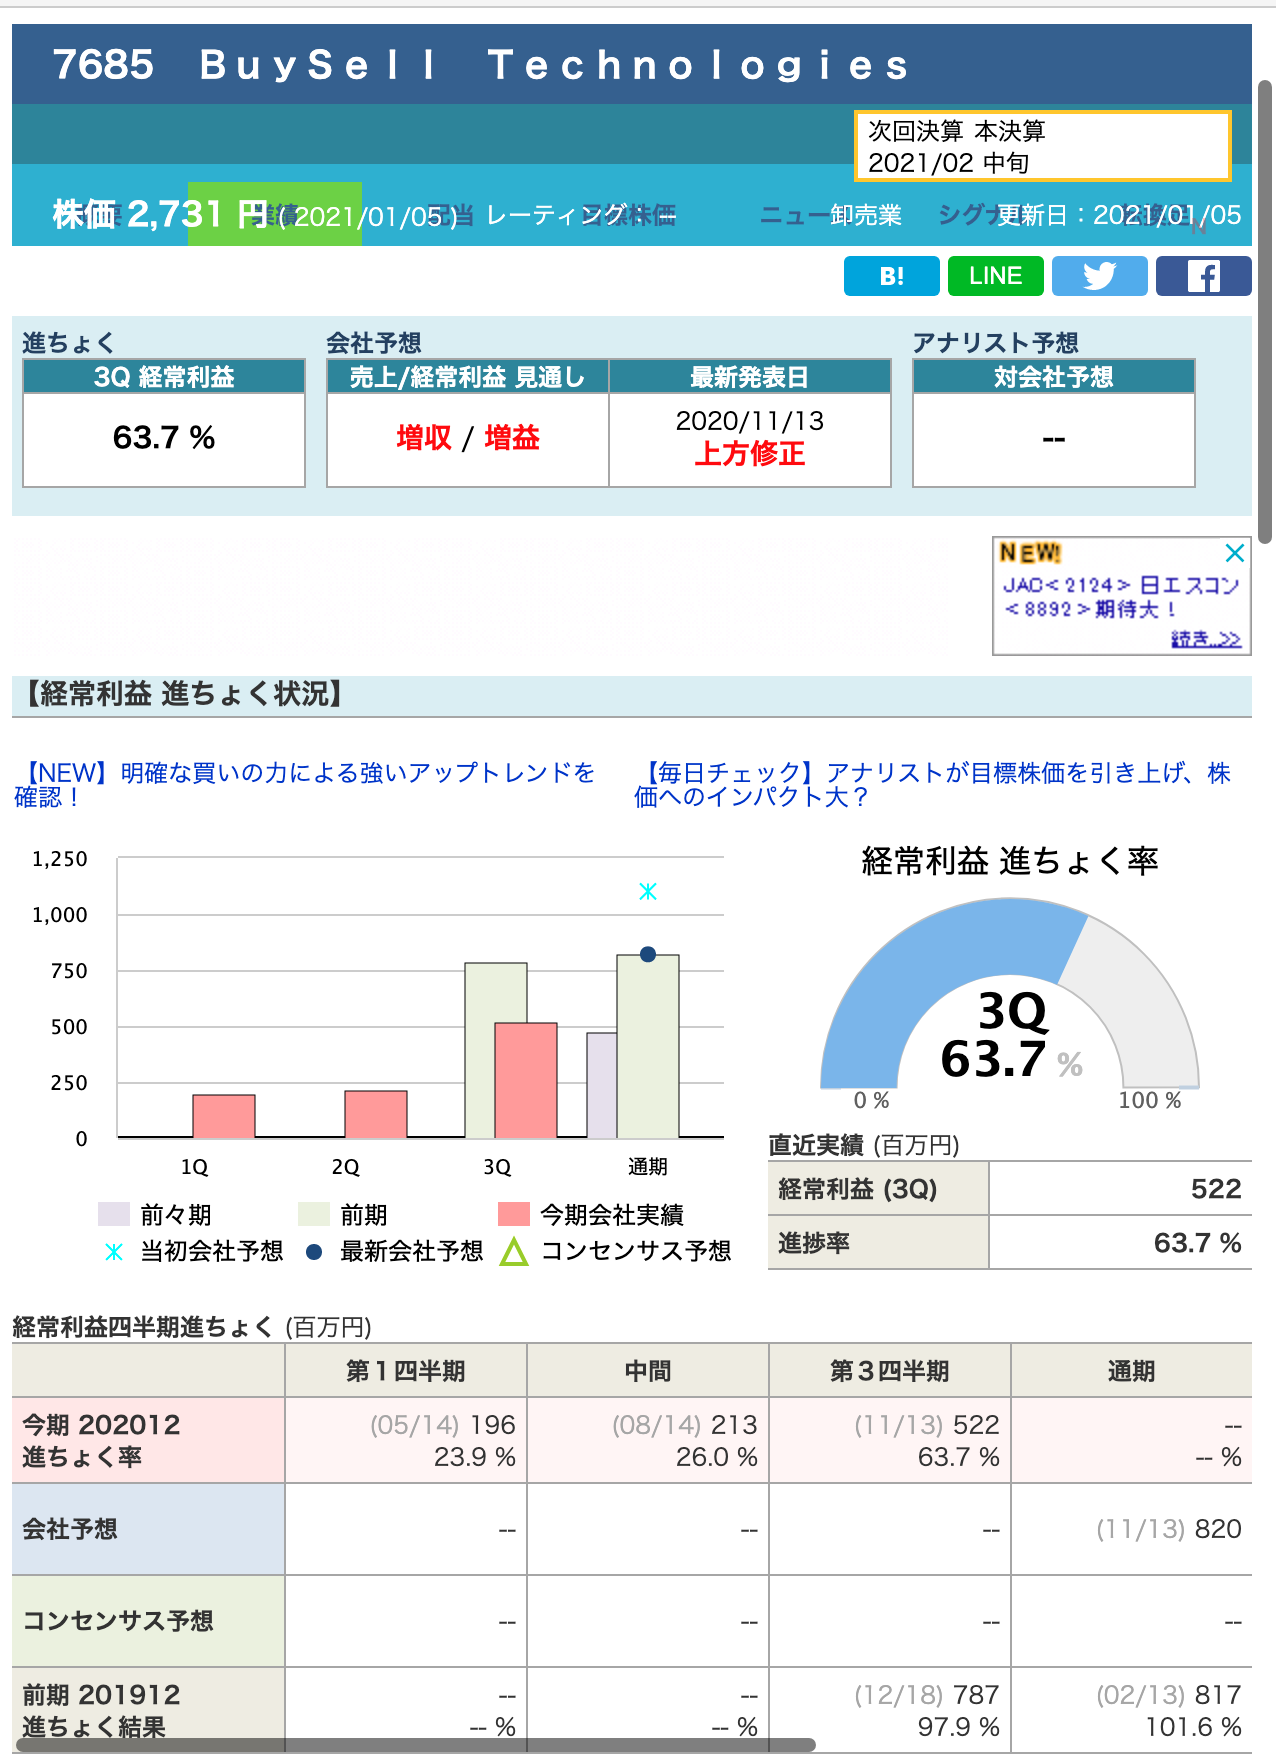 7685　ＢｕｙＳｅｌｌ　Ｔｅｃｈｎｏｌｏｇｉｅｓ
次回決算 本決算
2021/02 中旬
株価 2,731 円 ( 2021/01/05 ) レーティング： -- 卸売業 更新日：2021/01/05
業績 配当 目標株価
B! LINE
進ちょく
3Q 経常利益
63.7 %
会社予想
売上/経常利益 見通し 最新発表日
増収 / 増益
2020/11/13
上方修正
アナリスト予想
対会社予想
--
NEW!
JAC<2124>日エスコン
<8892>期待大！
続き..>>
【経常利益 進ちょく状況】
【NEW】明確な買いの力による強いアップトレンドを
確認！
【毎日チェック】アナリストが目標株価を引き上げ、株
価へのインパクト大？
1,250
1,000
750
500
250
0
1Q 2Q 3Q 通期
前々期 前期 今期会社実績
当初会社予想 最新会社予想 コンセンサス予想
経常利益 進ちょく率
3Q
63.7 %
0 % 100 %
直近実績 (百万円)
経常利益 (3Q) 522
進捗率 63.7 %
経常利益四半期進ちょく (百万円)
第１四半期 中間 第３四半期 通期
今期 202012 (05/14) 196 (08/14) 213 (11/13) 522 --
進ちょく率 23.9 % 26.0 % 63.7 % -- %
会社予想 -- -- -- (11/13) 820
コンセンサス予想 -- -- -- --
前期 201912 -- -- (12/18) 787 (02/13) 817
進ちょく結果 -- % -- % 97.9 % 101.6 %